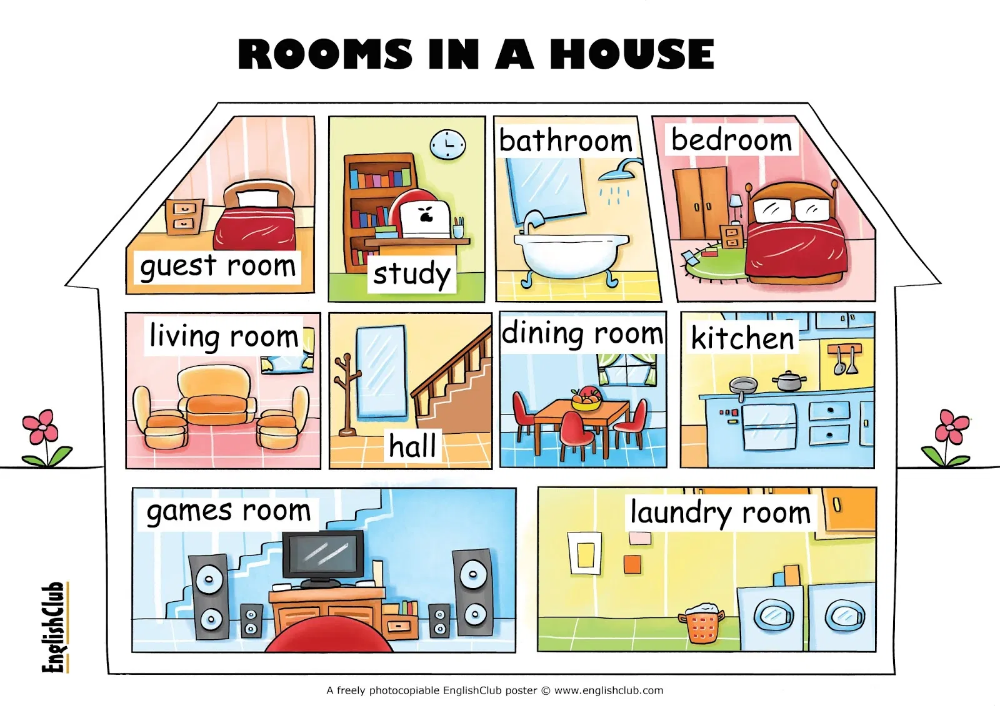 ROOMS IN A HOUSE
guest room
study
bathroom
bedroom
living room
hall
dining room
kitchen
games room
laundry room
EnglishClub
A freely photocopiable EnglishClub poster © www.englishclub.com